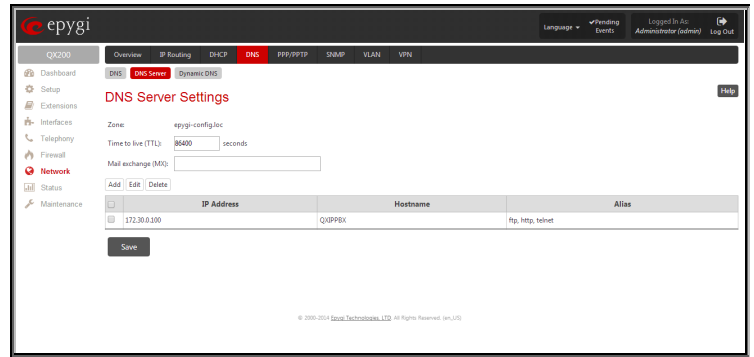 epygi
Language
Pending Events
Logged In As:
Administrator (admin)
Log Out
QX200
Overview IP Routing DHCP DNS PPP/PPTP SNMP VLAN VPN
Dashboard
Setup
Extensions
Interfaces
Telephony
Firewall
Network
Status
Maintenance
DNS DNS Server Dynamic DNS
DNS Server Settings
Help
Zone: epygi-config.loc
Time to live (TTL): 86400 seconds
Mail exchange (MX):
Add Edit Delete
IP Address Hostname Alias
172.30.0.100 QXIPPBX ftp, http, telnet
Save
© 2000-2014 Epygi Technologies, LTD. All Rights Reserved. (en_US)